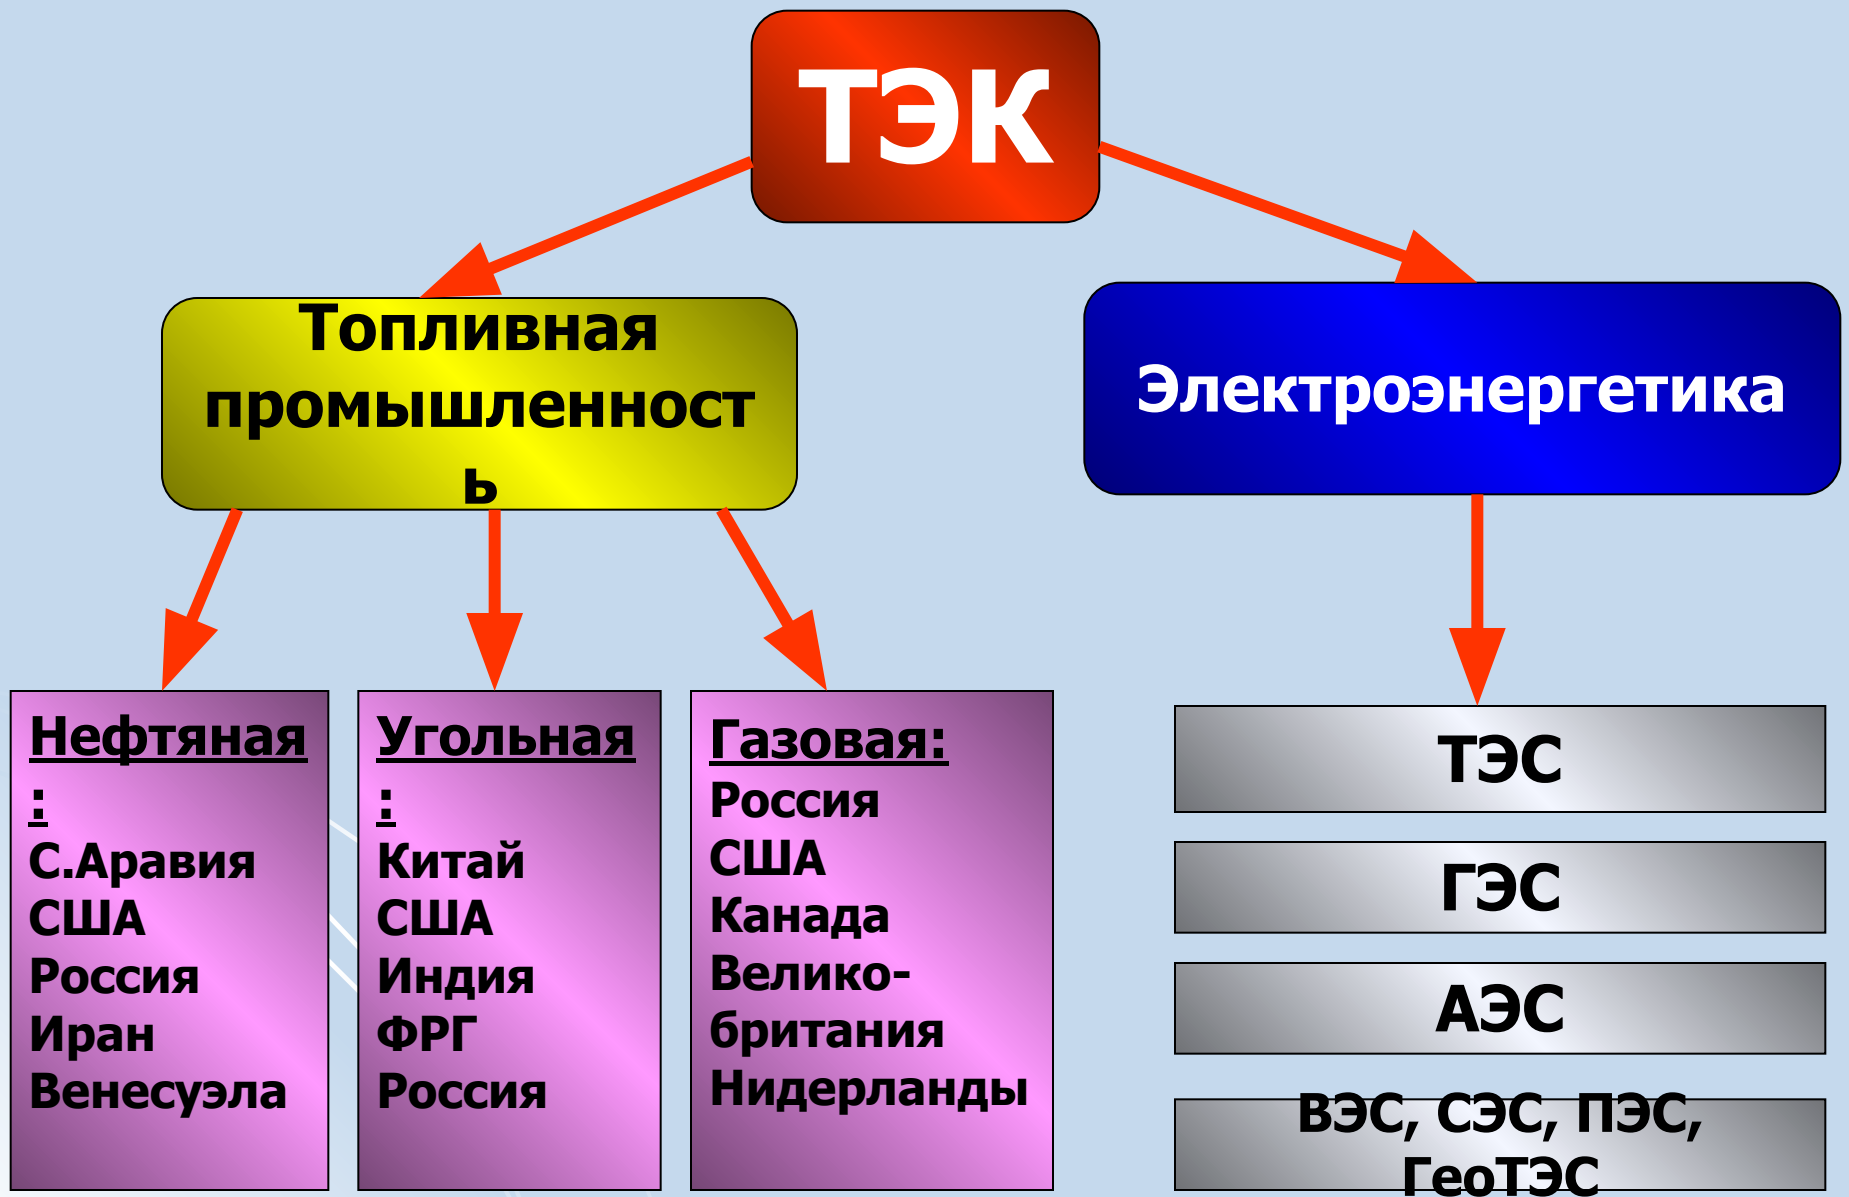 ТЭК
Топливная
промышленност
ь
Электроэнергетика
Нефтяная
:
С.Аравия
США
Россия
Иран
Венесуэла
Угольная
:
Китай
США
Индия
ФРГ
Россия
Газовая:
Россия
США
Канада
Велико-
британия
Нидерланды
ТЭС
ГЭС
АЭС
ВЭС, СЭС, ПЭС,
ГеоТЭС